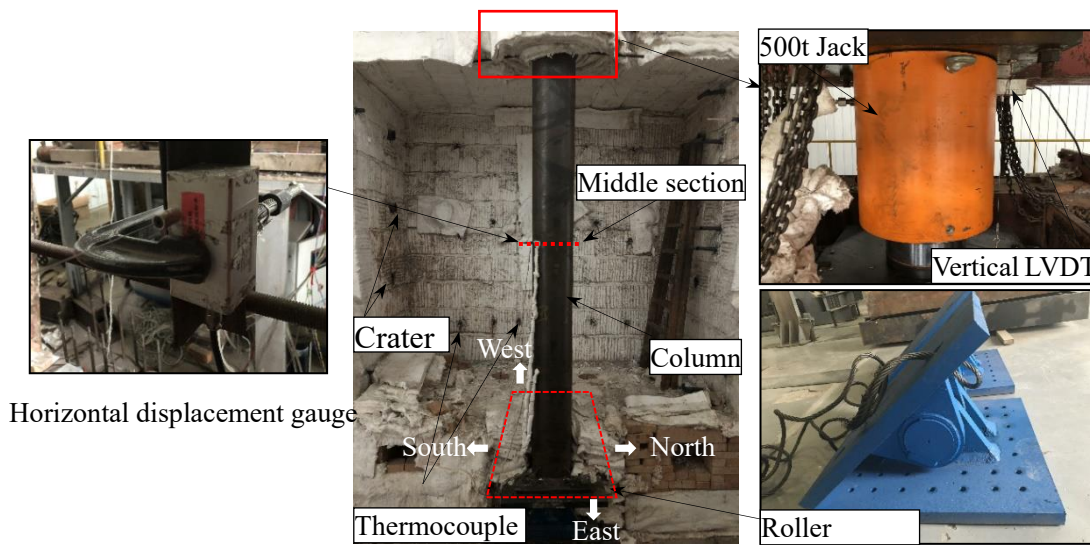 500t Jack
Middle section
Vertical LVDT
Crater
West
Column
Horizontal displacement gauge
South
North
Thermocouple
East
Roller